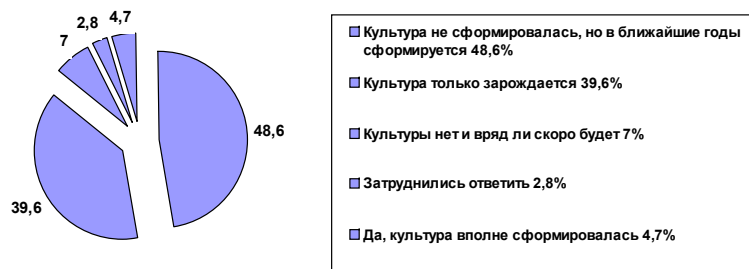 4,7
2,8
7
48,6
39,6
Культура не сформировалась, но в ближайшие годы
сформируется 48,6%
Культура только зарождается 39,6%
Культуры нет и вряд ли скоро будет 7%
Затруднились ответить 2,8%
Да, культура вполне сформировалась 4,7%